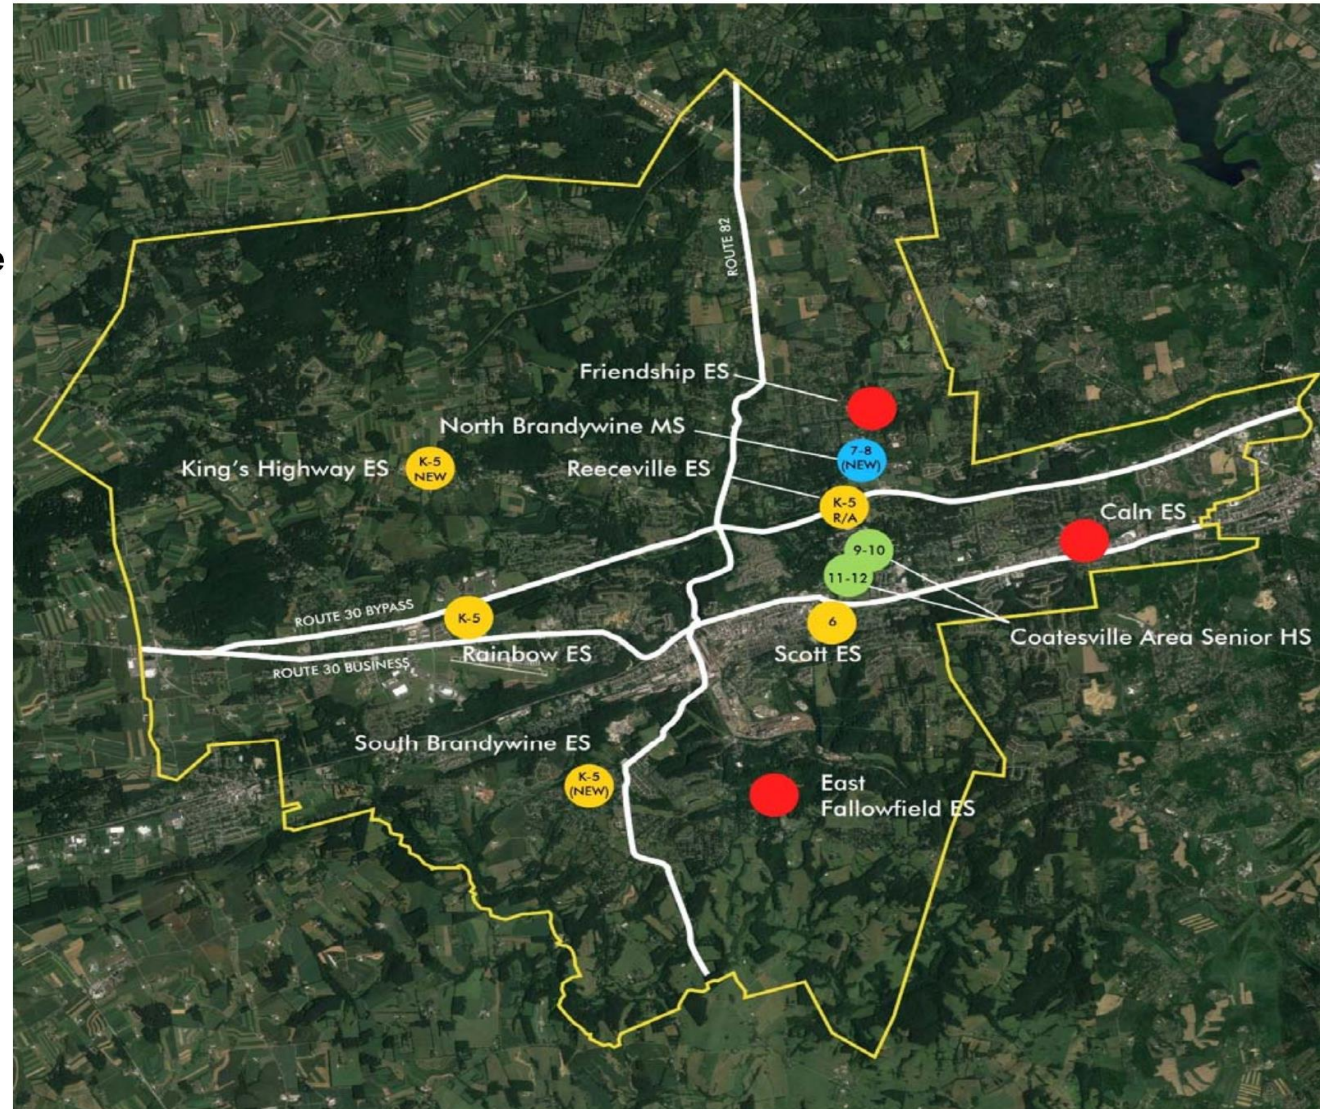 e
ROUTE 82
Friendship ES
North Brandywine MS
7-8
(NEW)
King's Highway ES
K-5
NEW
Reeceville ES
K-5
R/A
Caln ES
9-10
11-12
ROUTE 30 BYPASS
K-5
6
Coatesville Area Senior HS
Rainbow ES
Scott ES
ROUTE 30 BUSINESS
South Brandywine ES
K-5
(NEW)
East
Fallowfield ES